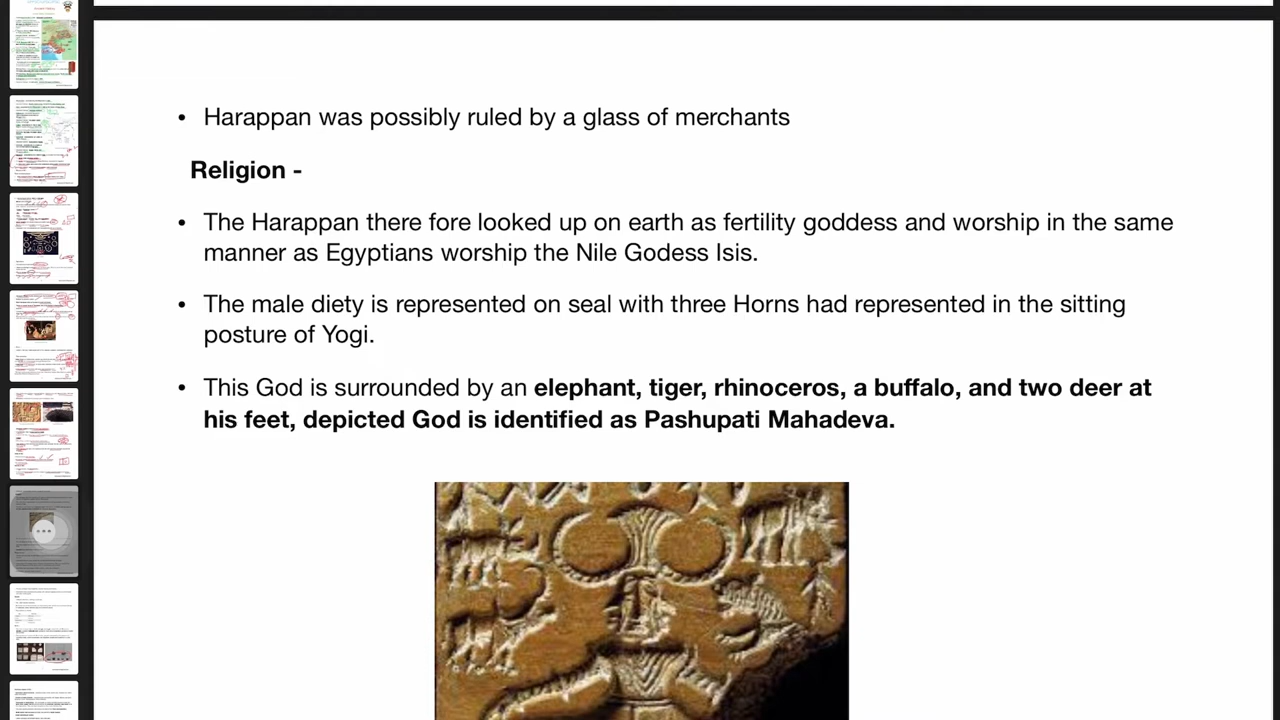 • Harappan was possibly ruled by a glass of merchants
Religion -
• The Harappan there fore looked up on earth as fertility goddess and worship in the same
manner as Egyptians worship the Nile Godess Isis.
• The male diety is represented on seal with three horns had represented in the sitting
posture of Yogi.
• This God is surrounded by an elephant, tiger, rhinoceros, a buffalo, and two deer at
his feet, depicted God is identified as Pashupati Mahadeva.